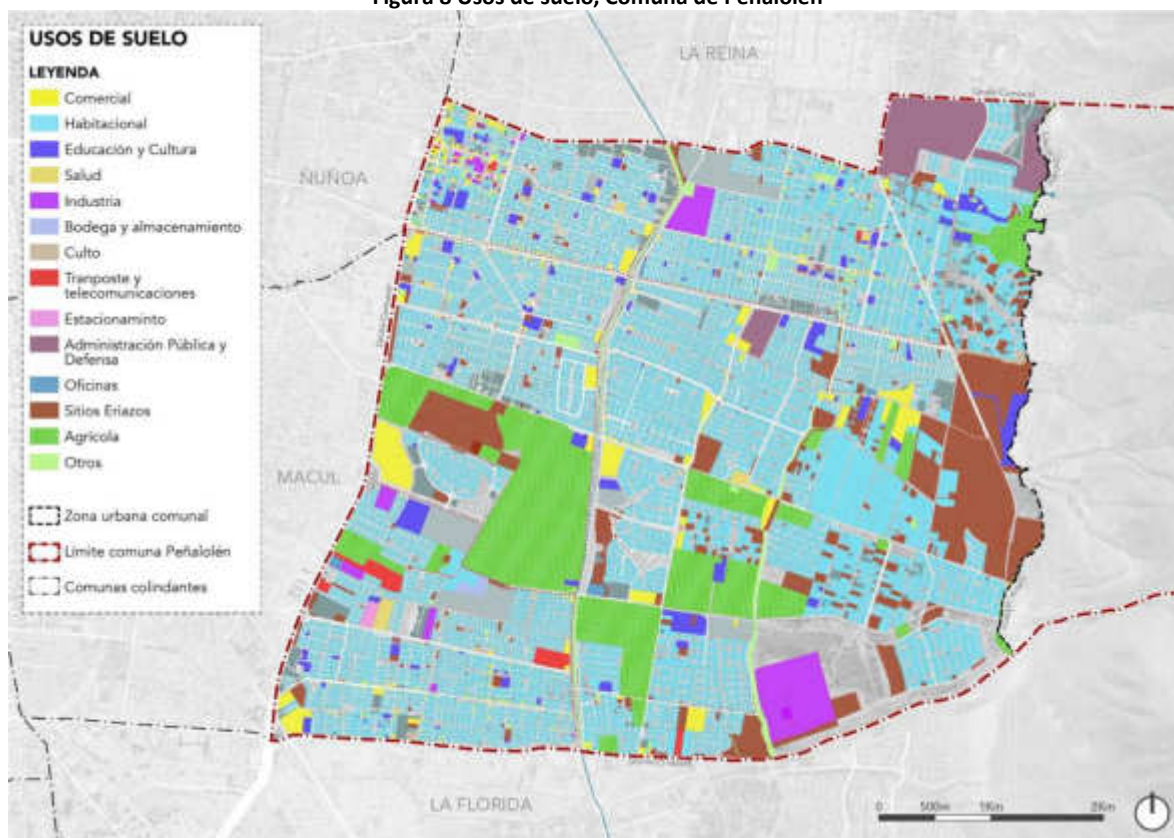 Figura 8 Usos de suelo, Comuna de Peñalolén
USOS DE SUELO
LEYENDA
Comercial
Habitacional
Educación y Cultura
Salud
Industria
Bodega y almacenamiento
Culto
Tranposte y
telecomunicaciones
Estacionaminto
Administración Pública y
Defensa
Oficinas
Sitios Eriazos
Agrícola
Otros
Zona urbana comunal
Limite comuna Peñalolén
Comunas colindantes
LA REINA
ÑUÑOA
MACUL
LA FLORIDA
0 500m 1Km 2Km